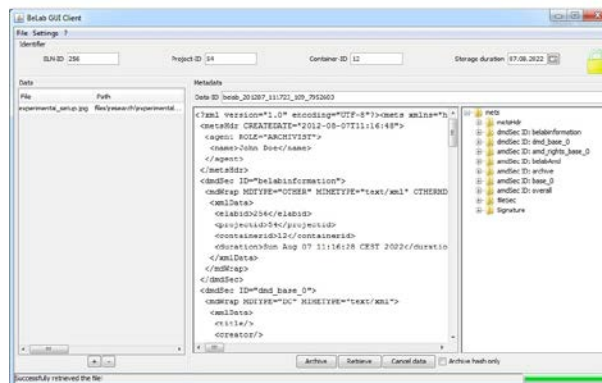 BeLab GUI Client
File Settings ?
Identifier
ELN-ID 256 Project-ID 54 Container-ID 12 Storage duration 07.08.2022
Data Metadata
File Path
Data ID
experimental_setup.jpg files\research\experimental...
<?xml version="1.0" encoding="UTF-8"?><mets xmlns="h
<metsHdr CREATEDATE="2012-08-07T11:16:48">
<agent ROLE="ARCHIVIST">
<name>John Doe</name>
</agent>
</metsHdr>
<dmdSec ID="belabinformation">
<mdWrap MDTYPE="OTHER" MIMETYPE="text/xml" OTHERMD
<xmlData>
<elabid>256</elabid>
<projectid>54</projectid>
<containerid>12</containerid>
<duration>Sun Aug 07 11:16:28 CEST 2022</duratio
</xmlData>
</mdWrap>
</dmdSec>
<dmdSec ID="dmd_base_0">
<mdWrap MDTYPE="DC" MIMETYPE="text/xml">
<xmlData>
<title/>
<creator/>
mets
metsHdr
dmdSec ID: belabinformation
dmdSec ID: dmd_base_0
amdSec ID: amd_rights_base_0
amdSec ID: belabAmd
amdSec ID: archive
amdSec ID: base_0
amdSec ID: overall
fileSec
Signature
+ -
Archive Retrieve Cancel data Archive hash only
Successfully retrieved the file!